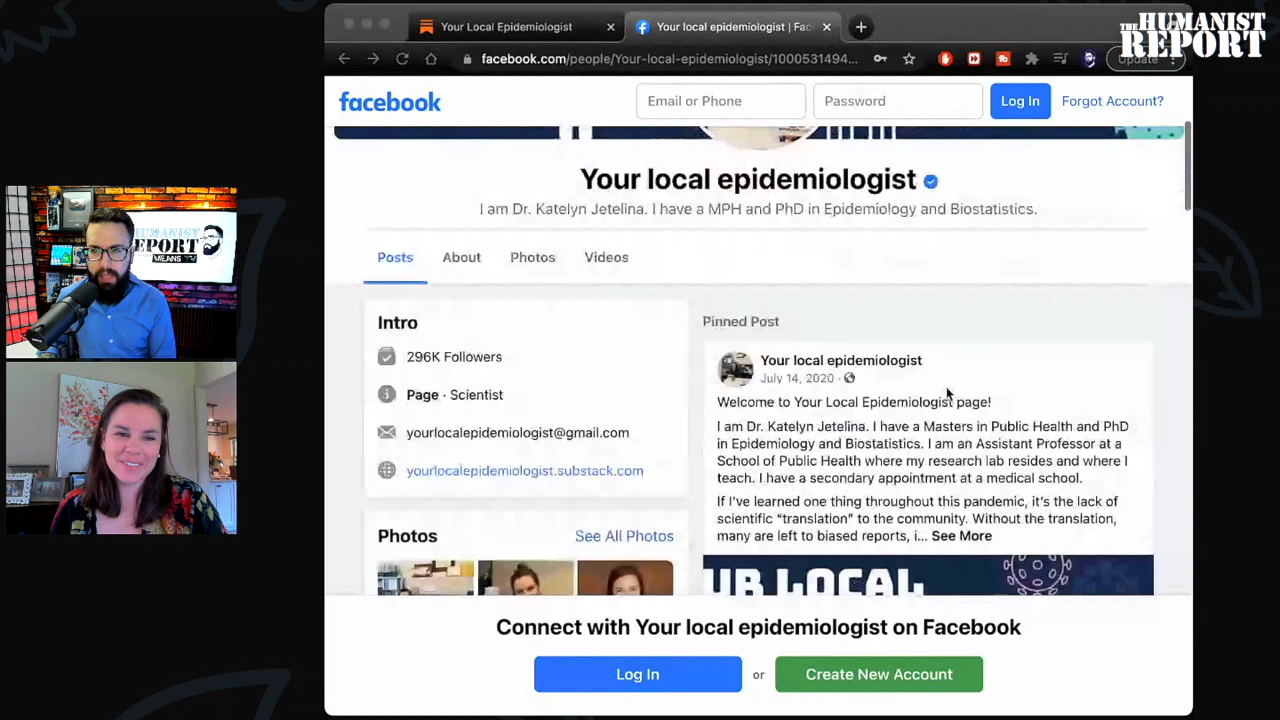 THE HUMANIST REPORT
Your Local Epidemiologist
Your local epidemiologist | Fac
facebook.com/people/Your-local-epidemiologist/1000531494...
Update
facebook
Email or Phone
Password
Log In
Forgot Account?
Your local epidemiologist
I am Dr. Katelyn Jetelina. I have a MPH and PhD in Epidemiology and Biostatistics.
Posts
About
Photos
Videos
Intro
296K Followers
Page · Scientist
yourlocalepidemiologist@gmail.com
yourlocalepidemiologist.substack.com
Photos
See All Photos
Pinned Post
Your local epidemiologist
July 14, 2020 ·
Welcome to Your Local Epidemiologist page!
I am Dr. Katelyn Jetelina. I have a Masters in Public Health and PhD
in Epidemiology and Biostatistics. I am an Assistant Professor at a
School of Public Health where my research lab resides and where I
teach. I have a secondary appointment at a medical school.
If I've learned one thing throughout this pandemic, it's the lack of
scientific "translation" to the community. Without the translation,
many are left to biased reports, i... See More
UR LOCAL
Connect with Your local epidemiologist on Facebook
Log In
or
Create New Account
HUMANIST
REPORT
MEANS TV